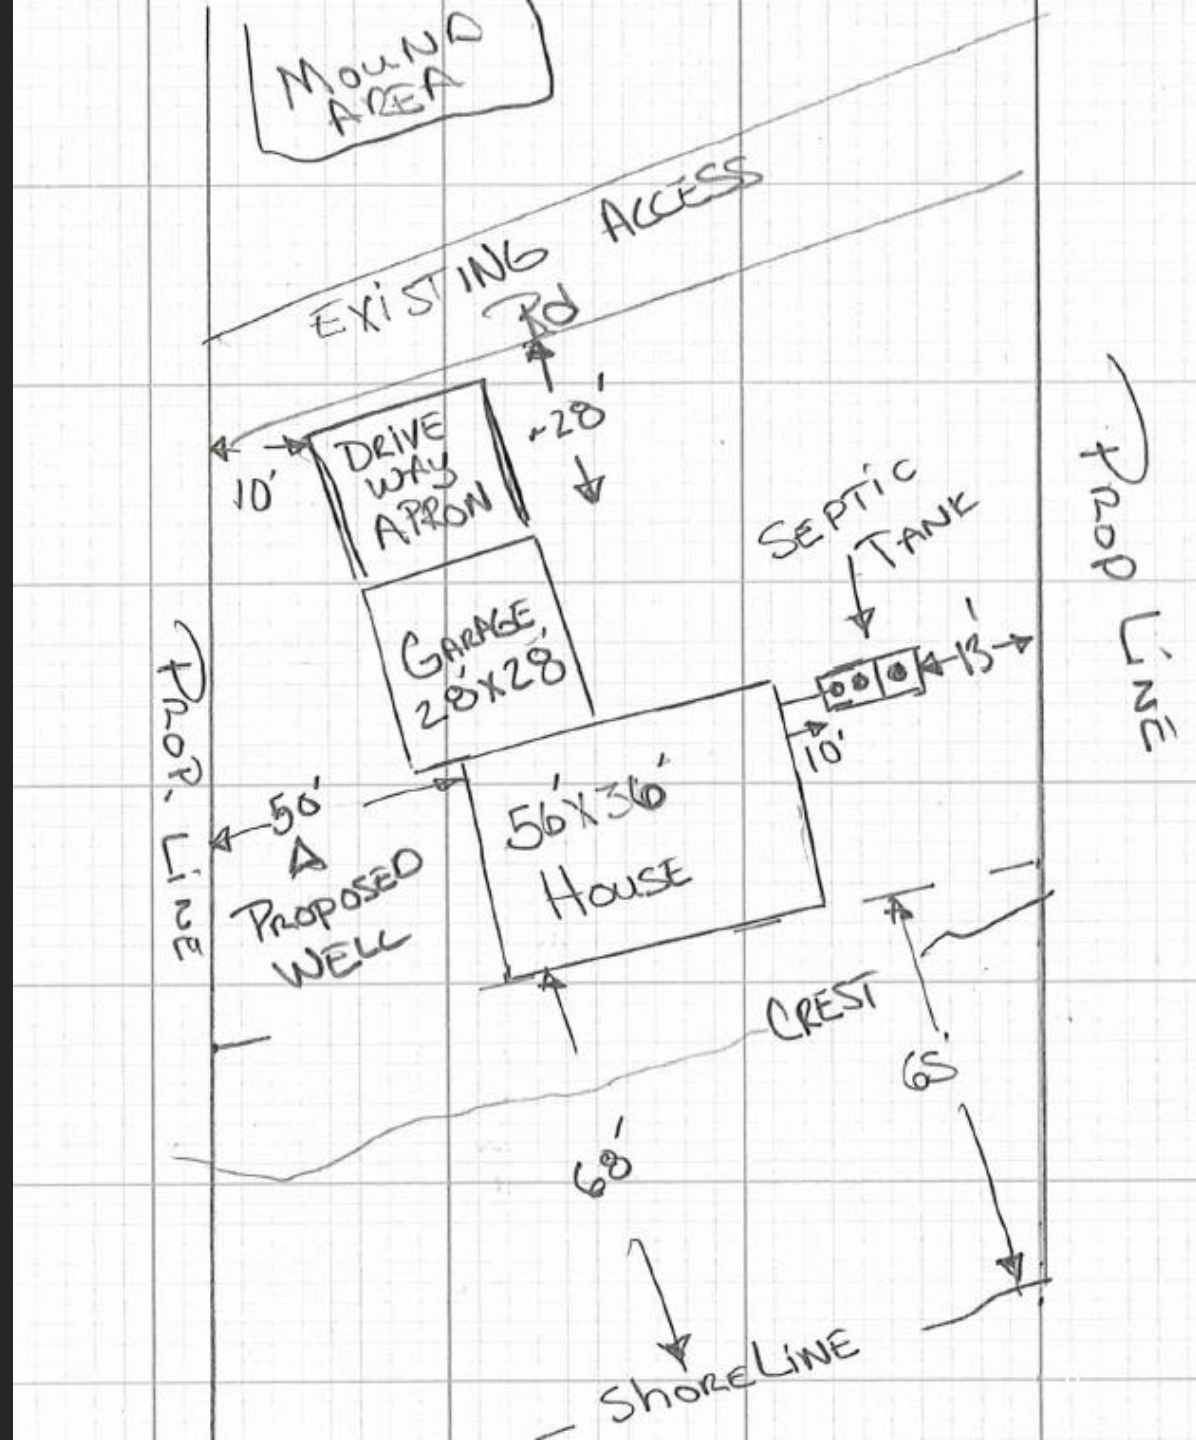 MOUND
AREA
EXISTING ACCESS
Rd
DRIVE
WAY
APRON
10'
~28'
SEPTIC
TANK
PROP LINE
GARAGE
28'X28'
13'
10'
PROP. LINE
50'
PROPOSED
WELL
56'X36'
HOUSE
CREST
65'
68'
ShORELINE